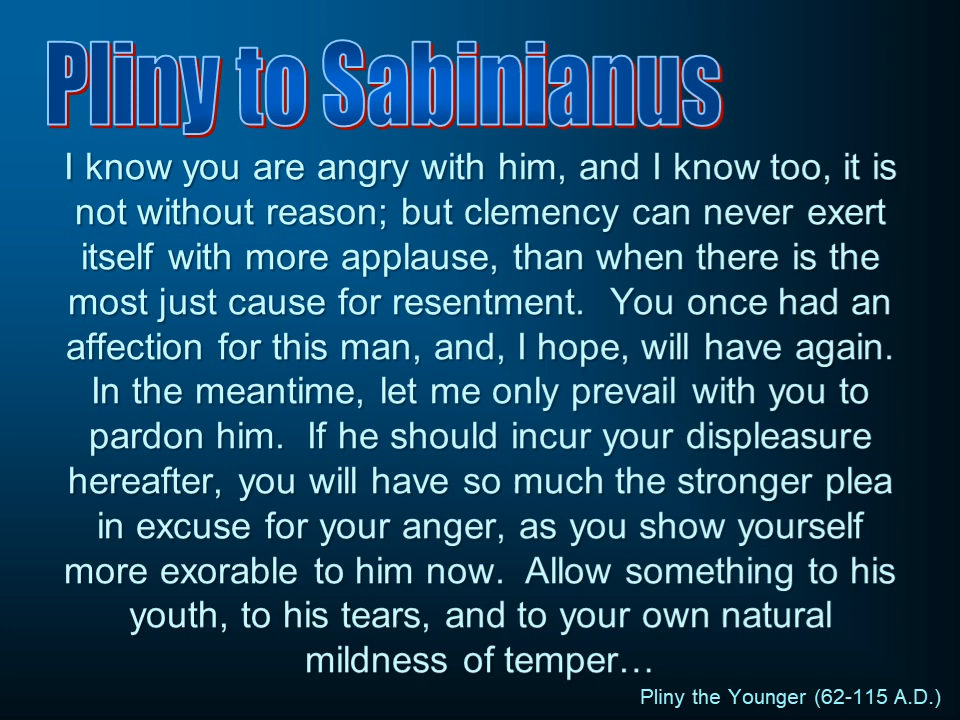 Pliny to Sabinianus
I know you are angry with him, and I know too, it is
not without reason; but clemency can never exert
itself with more applause, than when there is the
most just cause for resentment.  You once had an
affection for this man, and, I hope, will have again.
In the meantime, let me only prevail with you to
pardon him.  If he should incur your displeasure
hereafter, you will have so much the stronger plea
in excuse for your anger, as you show yourself
more exorable to him now.  Allow something to his
youth, to his tears, and to your own natural
mildness of temper…
Pliny the Younger (62-115 A.D.)